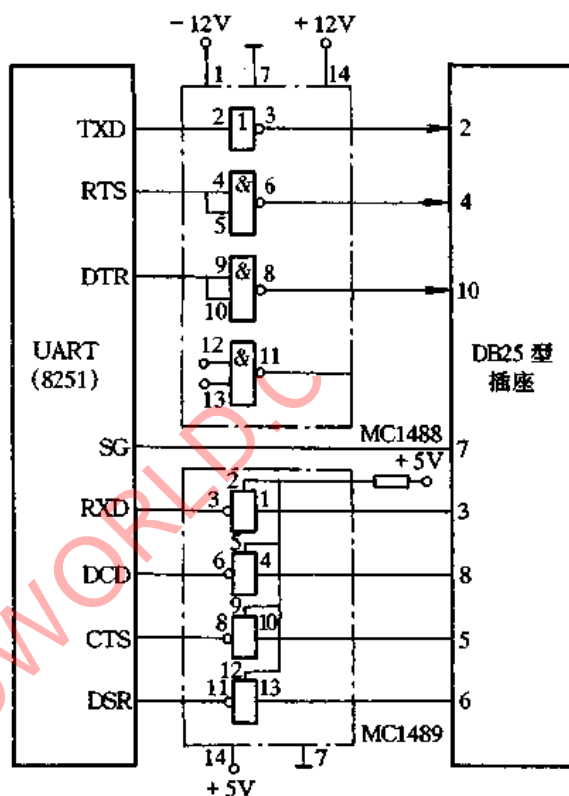 －12V
＋12V
1
7
14
TXD
2
1
3
2
RTS
4
&
6
4
5
DTR
9
&
8
10
10
UART
(8251)
12
&
11
13
DB25 型
插座
MC1488
SG
7
+5V
RXD
3
2
1
3
DCD
6
5
4
8
CTS
8
9
10
5
DSR
11
12
13
6
MC1489
14
7
+5V
OWORLD.C